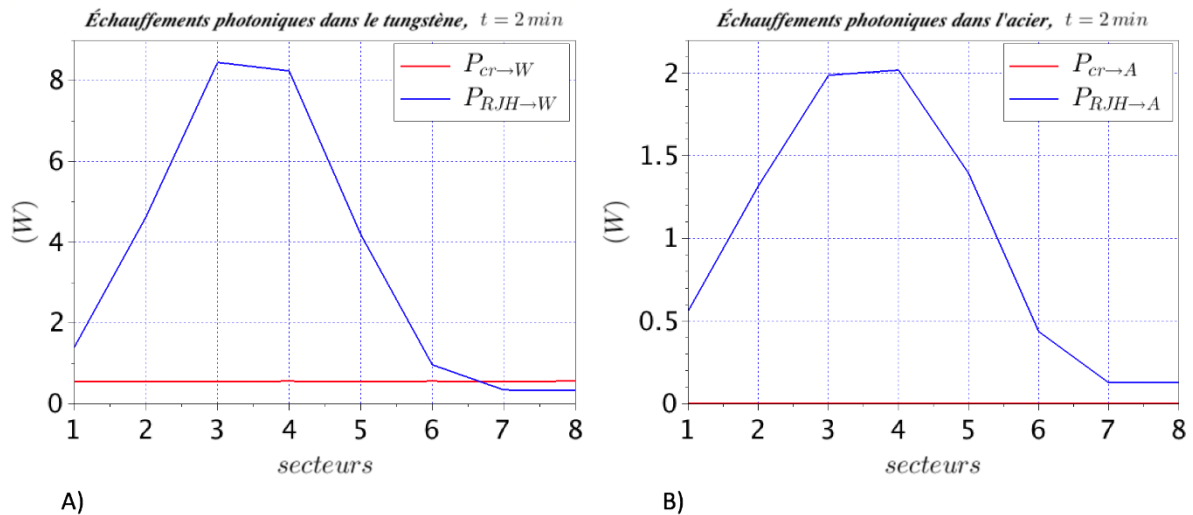 Échauffements photoniques dans le tungstène, t = 2 min
P_{cr→W}
P_{RJH→W}
(W)
8
6
4
2
0
1 2 3 4 5 6 7 8
secteurs
A)
Échauffements photoniques dans l'acier, t = 2 min
P_{cr→A}
P_{RJH→A}
(W)
2
1.5
1
0.5
0
1 2 3 4 5 6 7 8
secteurs
B)